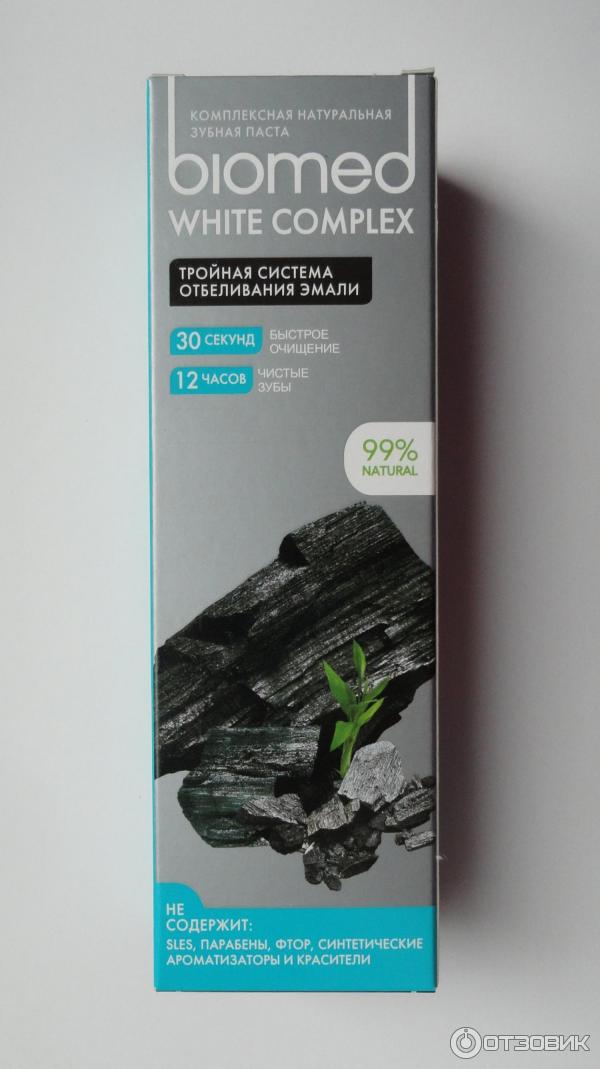 КОМПЛЕКСНАЯ НАТУРАЛЬНАЯ
ЗУБНАЯ ПАСТА
biomed
WHITE COMPLEX
ТРОЙНАЯ СИСТЕМА
ОТБЕЛИВАНИЯ ЭМАЛИ
30 СЕКУНД БЫСТРОЕ
ОЧИЩЕНИЕ
12 ЧАСОВ ЧИСТЫЕ
ЗУБЫ
99%
NATURAL
НЕ
СОДЕРЖИТ:
SLES, ПАРАБЕНЫ, ФТОР, СИНТЕТИЧЕСКИЕ
АРОМАТИЗАТОРЫ И КРАСИТЕЛИ
ОТЗОВИК